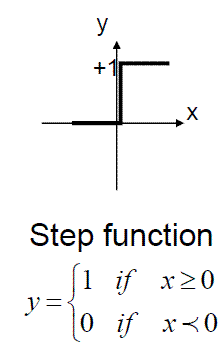 y
+1
x
Step function
y = { 1 if x ≥ 0
0 if x ≺ 0